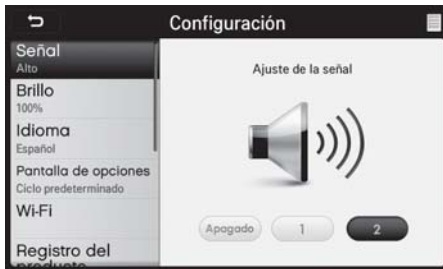 Configuración
Señal
Alto
Brillo
100%
Idioma
Español
Pantalla de opciones
Ciclo predeterminado
Wi-Fi
Registro del
producto
Ajuste de la señal
Apagado
1
2